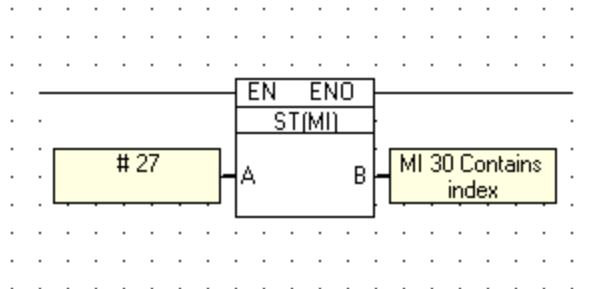 EN ENO
ST(MI)
# 27
A
B
MI 30 Contains
index